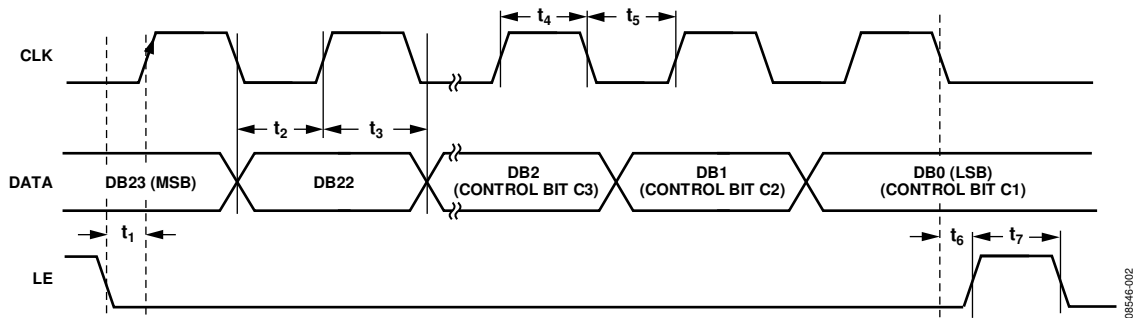 t4
t5
CLK
t2
t3
DATA
DB23 (MSB)
DB22
DB2
(CONTROL BIT C3)
DB1
(CONTROL BIT C2)
DB0 (LSB)
(CONTROL BIT C1)
t1
t6
t7
LE
08546-002